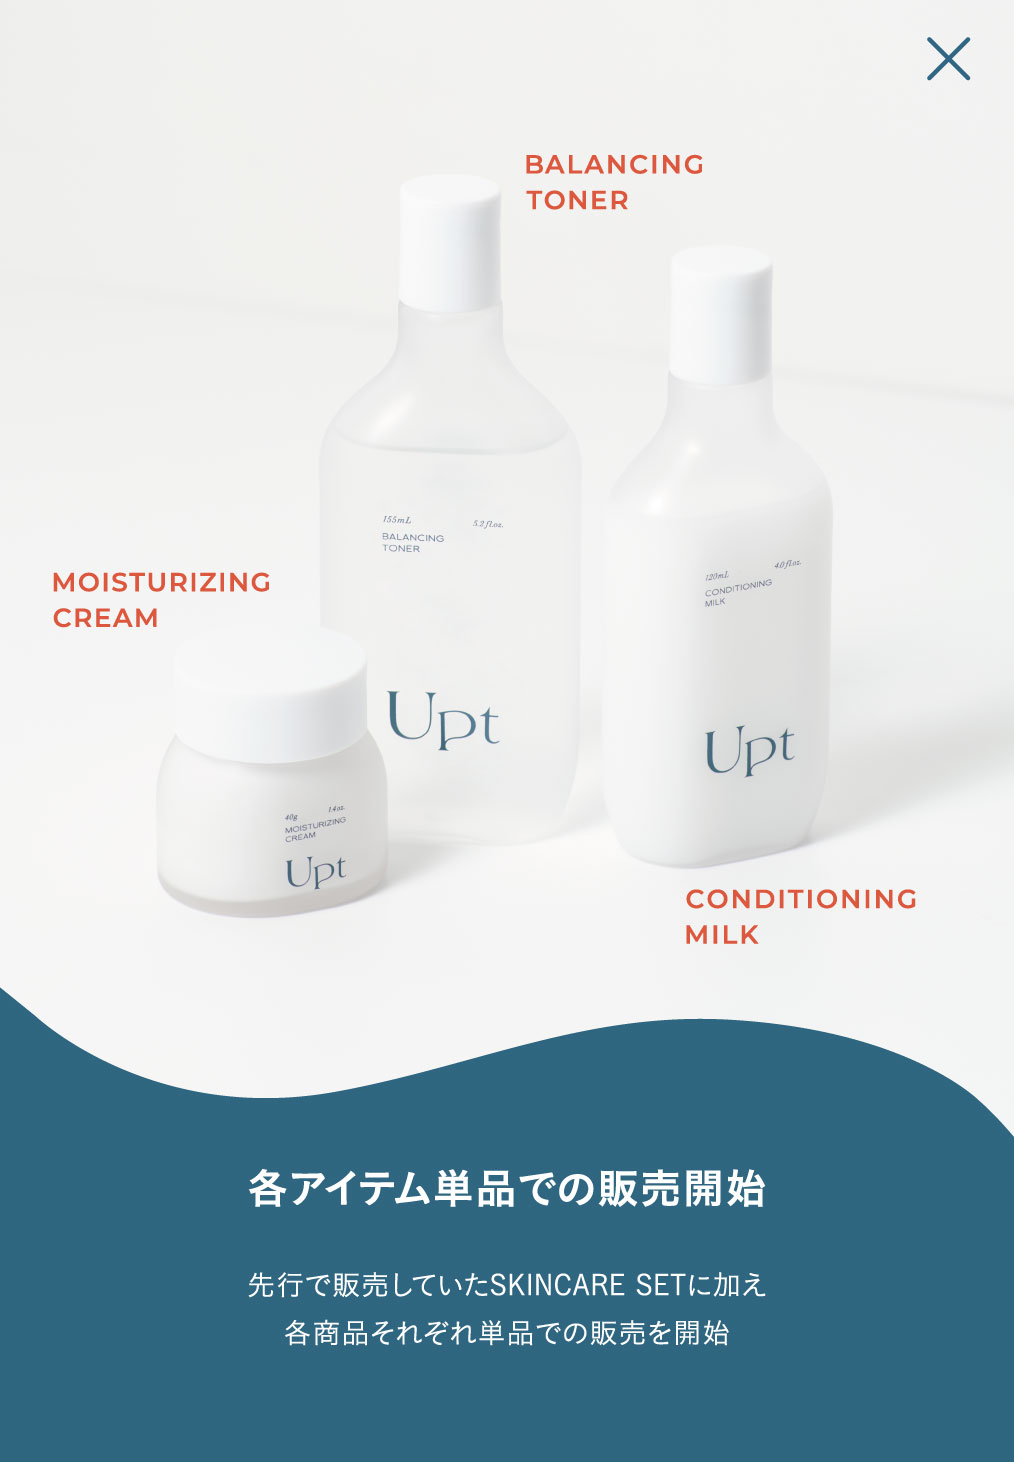 BALANCING
TONER
155mL 5.2 fl.oz.
BALANCING
TONER
Upt
120mL 4.0 fl.oz.
CONDITIONING
MILK
Upt
MOISTURIZING
CREAM
40g 1.4 oz.
MOISTURIZING
CREAM
Upt
CONDITIONING
MILK
各アイテム単品での販売開始
先行で販売していたSKINCARE SETに加え
各商品それぞれ単品での販売を開始